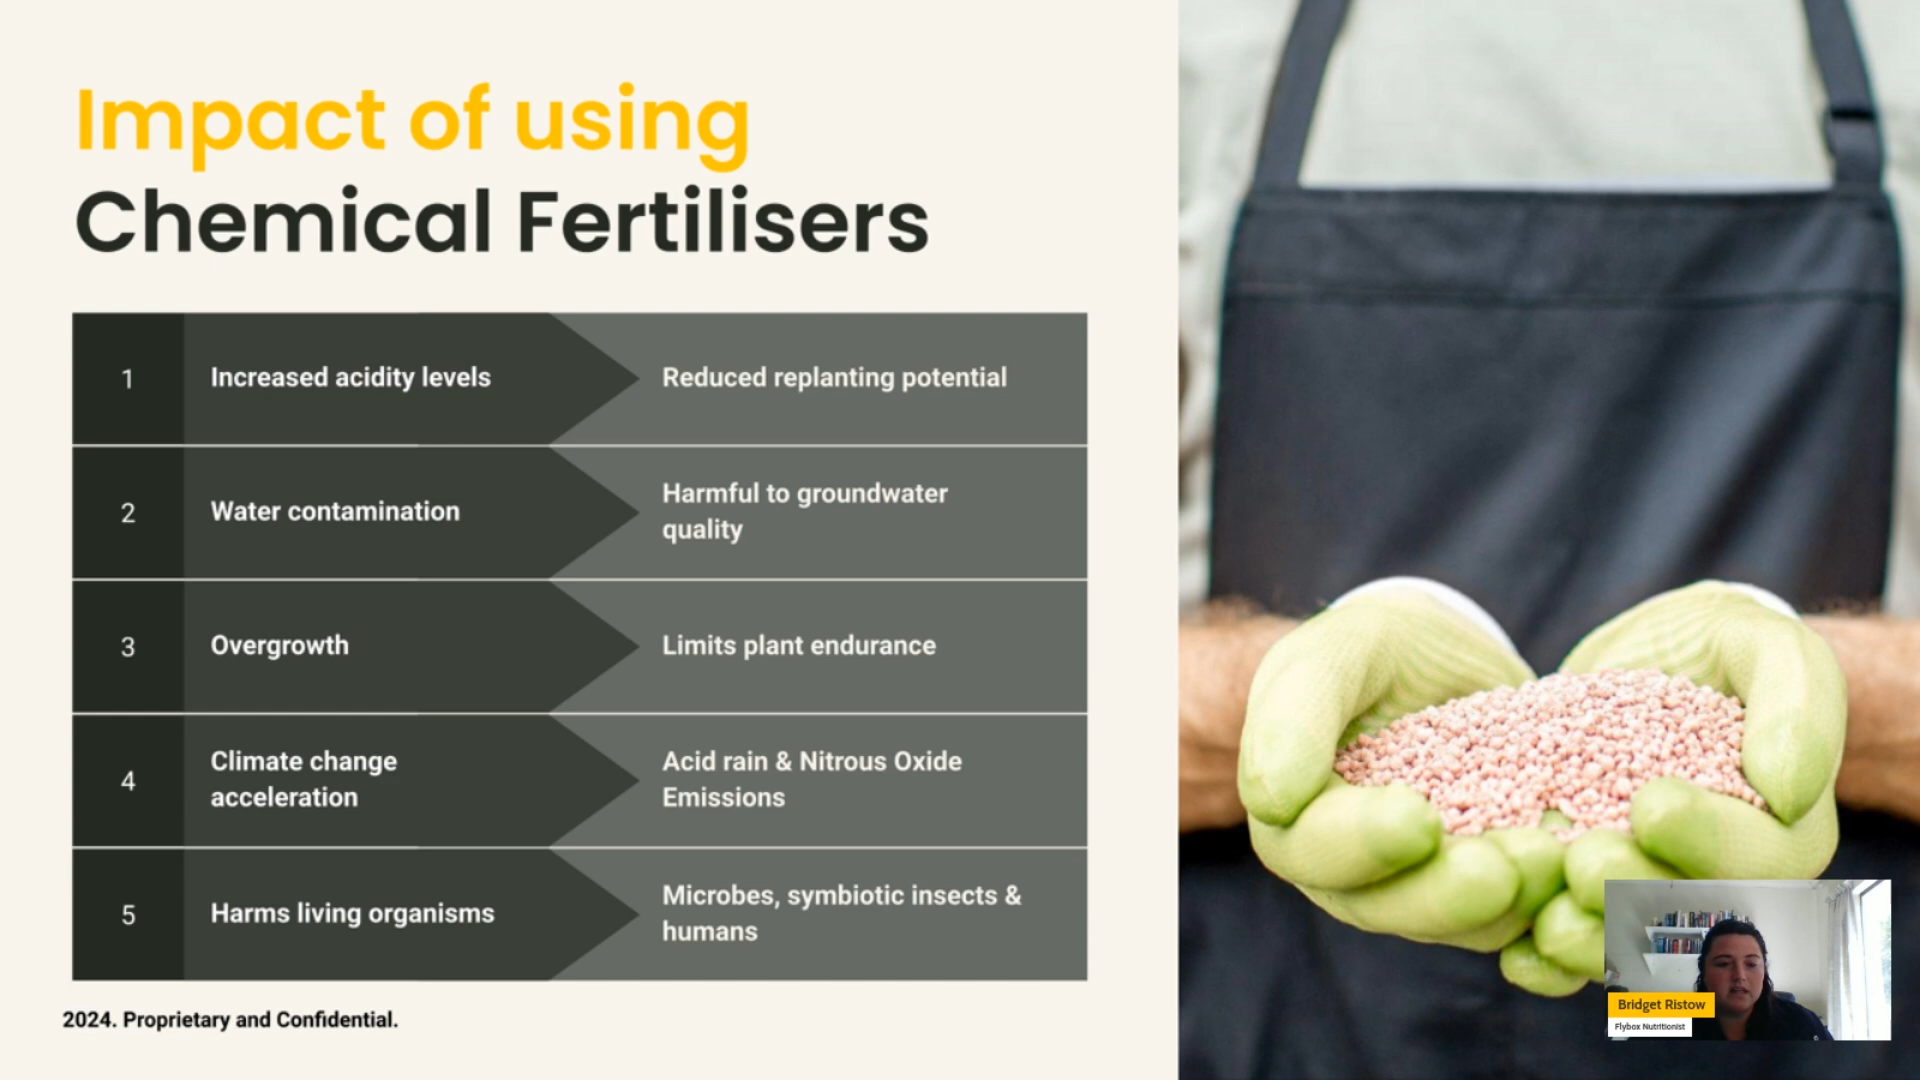 Impact of using
Chemical Fertilisers
1
Increased acidity levels
Reduced replanting potential
2
Water contamination
Harmful to groundwater
quality
3
Overgrowth
Limits plant endurance
4
Climate change
acceleration
Acid rain & Nitrous Oxide
Emissions
5
Harms living organisms
Microbes, symbiotic insects &
humans
2024. Proprietary and Confidential.
Bridget Ristow
Flybox Nutritionist